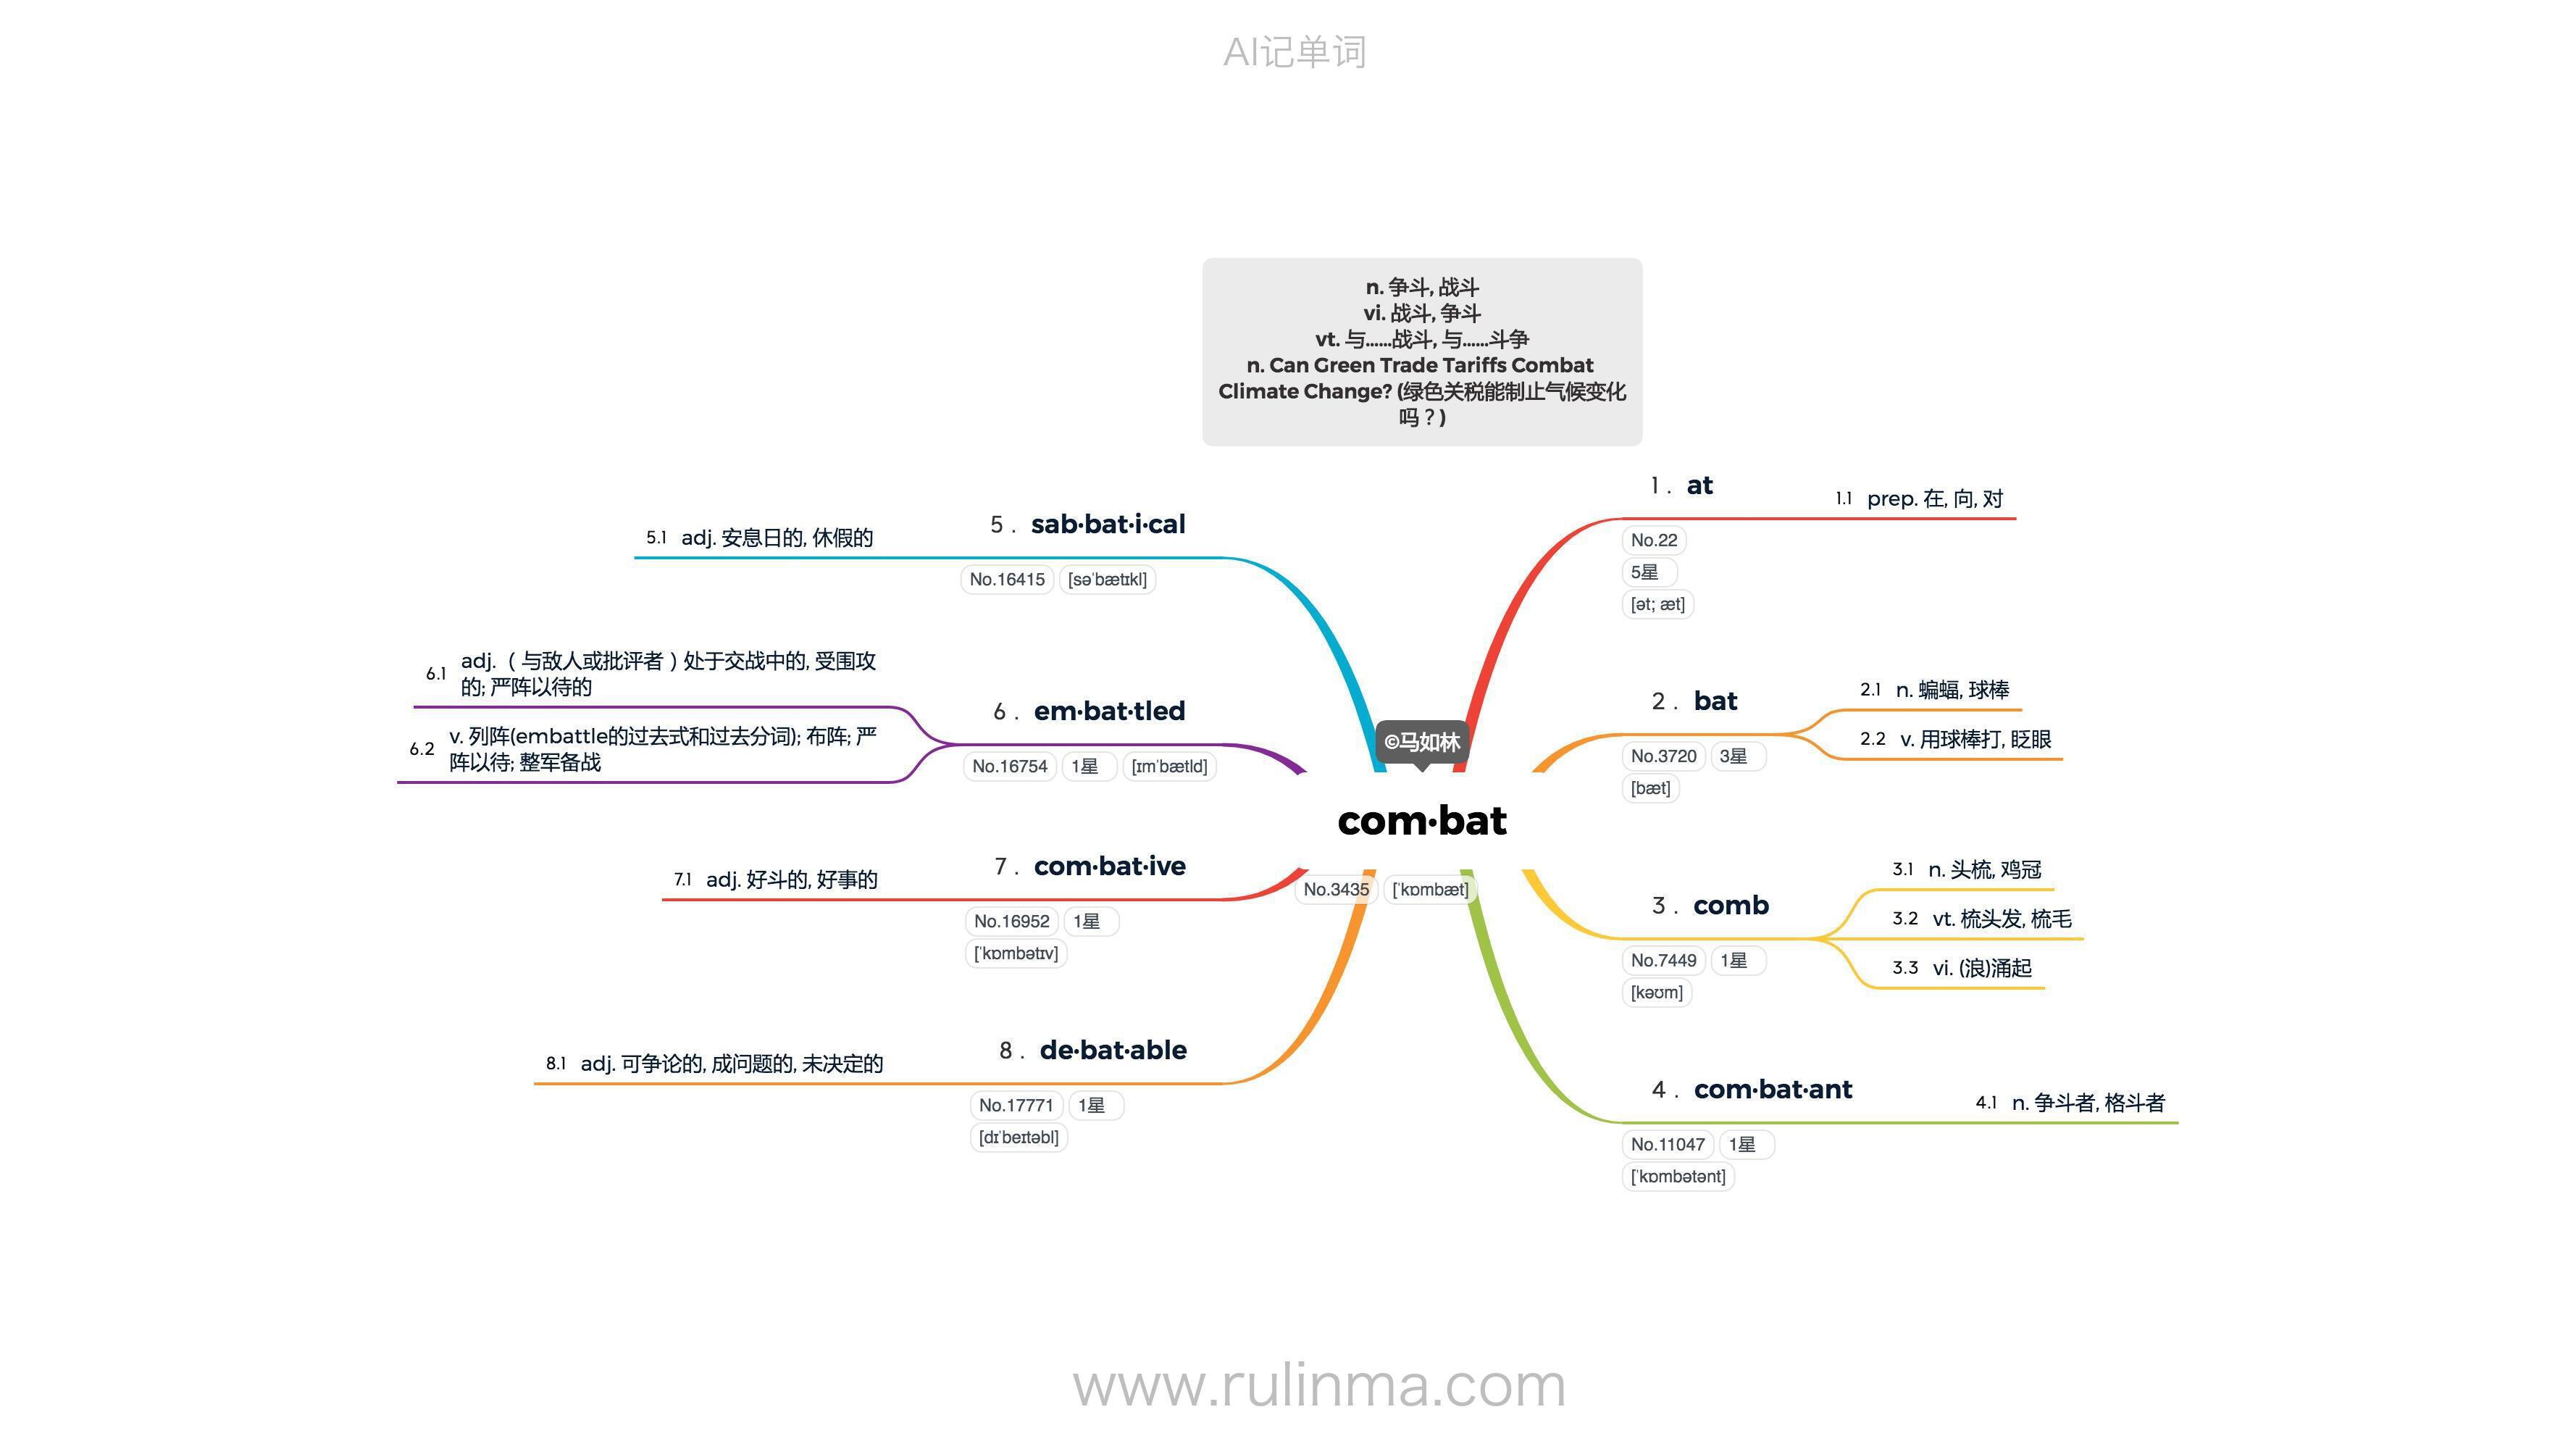 AI记单词
n. 争斗, 战斗
vi. 战斗, 争斗
vt. 与……战斗, 与……斗争
n. Can Green Trade Tariffs Combat
Climate Change? (绿色关税能制止气候变化
吗？)
©马如林
com·bat
No.3435 [ˈkɒmbæt]
1 . at
No.22
5星
[ət; æt]
1.1 prep. 在, 向, 对
2 . bat
No.3720 3星
[bæt]
2.1 n. 蝙蝠, 球棒
2.2 v. 用球棒打, 眨眼
3 . comb
No.7449 1星
[kəʊm]
3.1 n. 头梳, 鸡冠
3.2 vt. 梳头发, 梳毛
3.3 vi. (浪)涌起
4 . com·bat·ant
No.11047 1星
[ˈkɒmbətənt]
4.1 n. 争斗者, 格斗者
5 . sab·bat·i·cal
No.16415 [səˈbætɪkl]
5.1 adj. 安息日的, 休假的
6 . em·bat·tled
No.16754 1星 [ɪmˈbætld]
6.1 adj.（与敌人或批评者）处于交战中的, 受围攻
的; 严阵以待的
6.2 v. 列阵(embattle的过去式和过去分词); 布阵; 严
阵以待; 整军备战
7 . com·bat·ive
No.16952 1星
[ˈkɒmbətɪv]
7.1 adj. 好斗的, 好事的
8 . de·bat·able
No.17771 1星
[dɪˈbeɪtəbl]
8.1 adj. 可争论的, 成问题的, 未决定的
www.rulinma.com